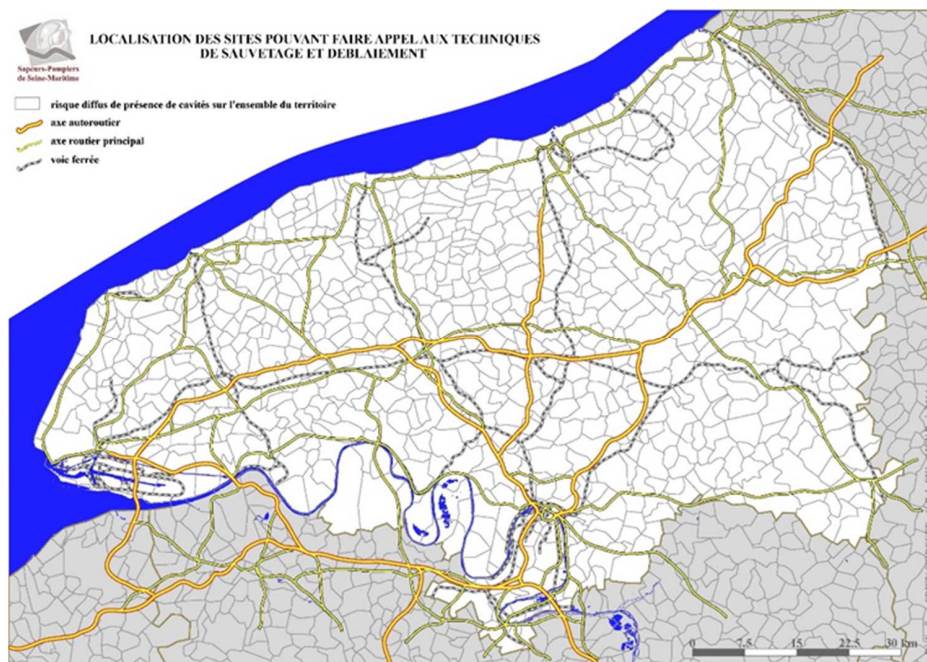 LOCALISATION DES SITES POUVANT FAIRE APPEL AUX TECHNIQUES
DE SAUVETAGE ET DEBLAIEMENT
Sapeurs-Pompiers
de Seine-Maritime
risque diffus de présence de cavités sur l'ensemble du territoire
axe autoroutier
axe routier principal
voie ferrée
0 7.5 15 22.5 30 km